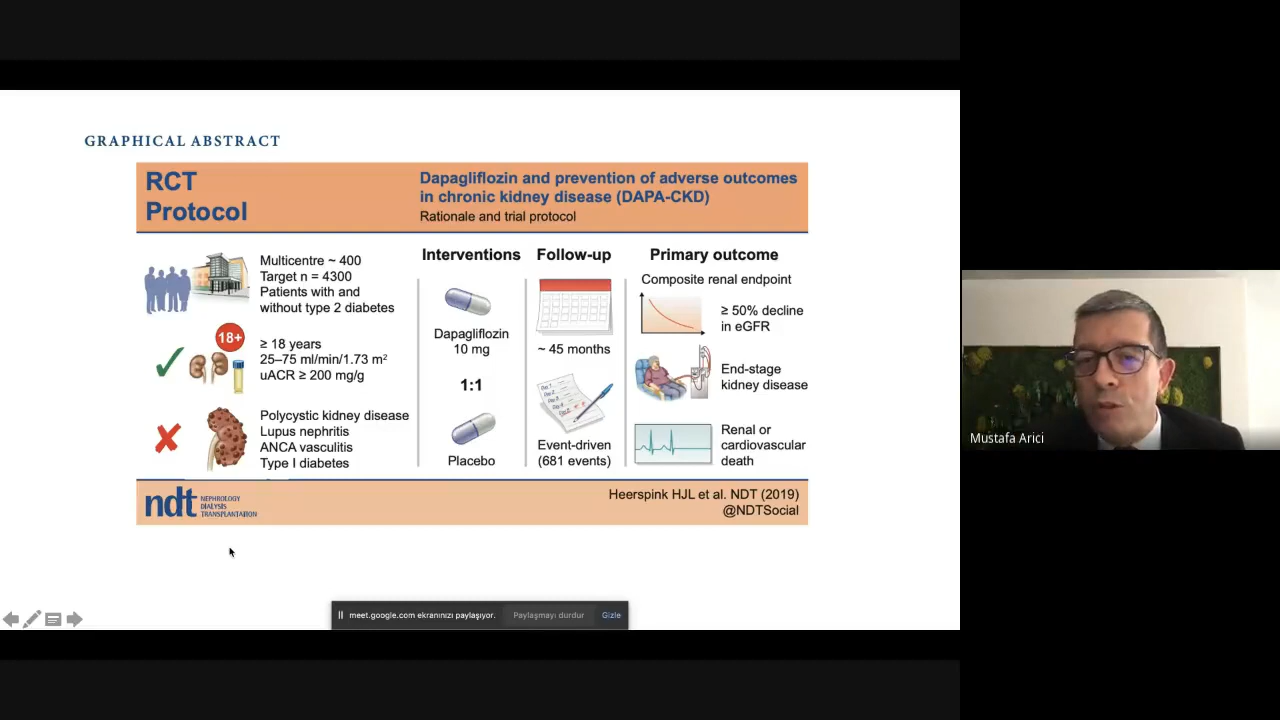 GRAPHICAL ABSTRACT
RCT
Protocol
Dapagliflozin and prevention of adverse outcomes
in chronic kidney disease (DAPA-CKD)
Rationale and trial protocol
Multicentre ~ 400
Target n = 4300
Patients with and
without type 2 diabetes
18+
≥ 18 years
25–75 ml/min/1.73 m²
uACR ≥ 200 mg/g
Polycystic kidney disease
Lupus nephritis
ANCA vasculitis
Type I diabetes
Interventions
Dapagliflozin
10 mg
1:1
Placebo
Follow-up
~ 45 months
Event-driven
(681 events)
Primary outcome
Composite renal endpoint
≥ 50% decline
in eGFR
End-stage
kidney disease
Renal or
cardiovascular
death
ndt NEPHROLOGY
DIALYSIS
TRANSPLANTATION
Heerspink HJL et al. NDT (2019)
@NDTSocial
Mustafa Arici
meet.google.com ekranınızı paylaşıyor. Paylaşmayı durdur Gizle